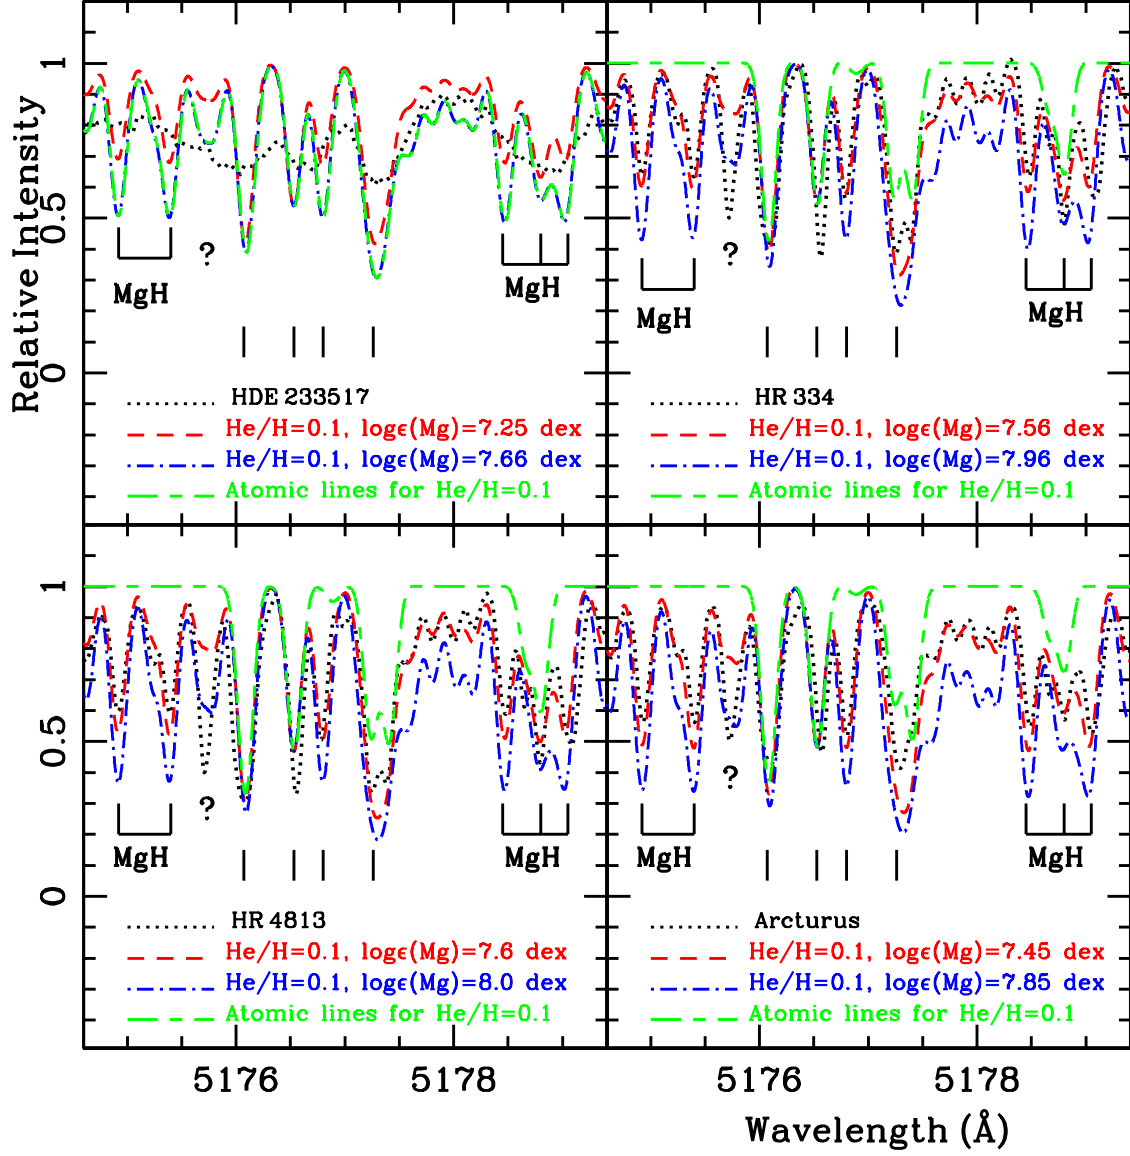 Relative Intensity
1
0.5
0
?
MgH
MgH
HDE 233517
He/H=0.1, logϵ(Mg)=7.25 dex
He/H=0.1, logϵ(Mg)=7.66 dex
Atomic lines for He/H=0.1
?
MgH
MgH
HR 334
He/H=0.1, logϵ(Mg)=7.56 dex
He/H=0.1, logϵ(Mg)=7.96 dex
Atomic lines for He/H=0.1
1
0.5
0
?
MgH
MgH
HR 4813
He/H=0.1, logϵ(Mg)=7.6 dex
He/H=0.1, logϵ(Mg)=8.0 dex
Atomic lines for He/H=0.1
?
MgH
MgH
Arcturus
He/H=0.1, logϵ(Mg)=7.45 dex
He/H=0.1, logϵ(Mg)=7.85 dex
Atomic lines for He/H=0.1
5176
5178
5176
5178
Wavelength (Å)